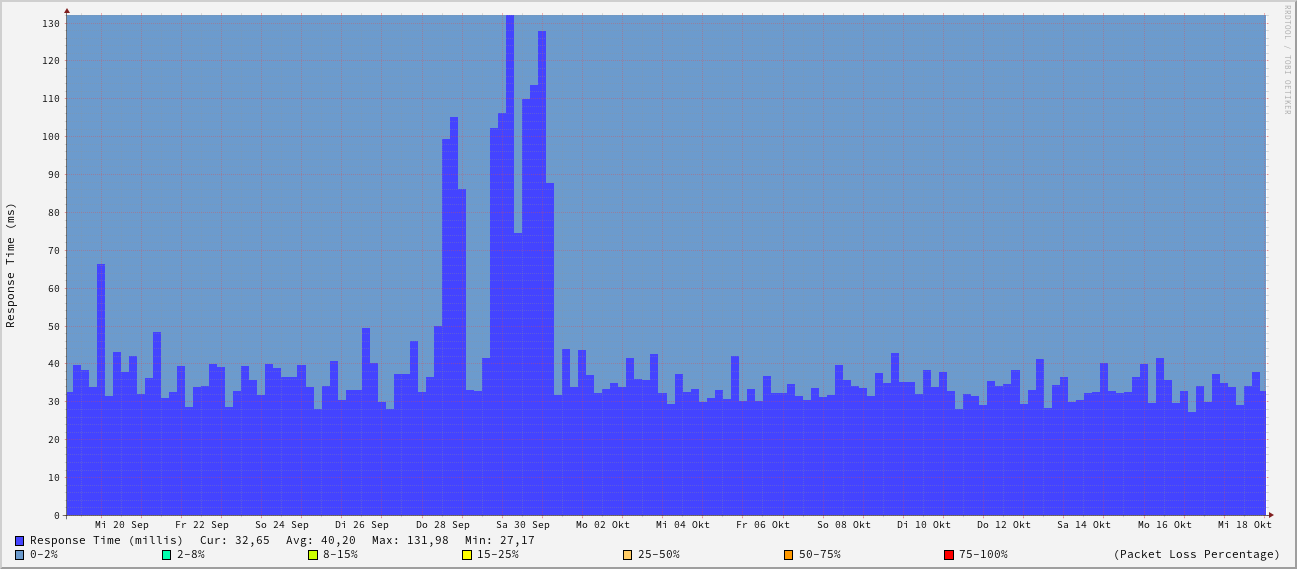 RRDTOOL / TOBI OETIKER
Response Time (ms)
130
120
110
100
90
80
70
60
50
40
30
20
10
0
Mi 20 Sep Fr 22 Sep So 24 Sep Di 26 Sep Do 28 Sep Sa 30 Sep Mo 02 Okt Mi 04 Okt Fr 06 Okt So 08 Okt Di 10 Okt Do 12 Okt Sa 14 Okt Mo 16 Okt Mi 18 Okt
Response Time (millis) Cur: 32,65 Avg: 40,20 Max: 131,98 Min: 27,17
0-2% 2-8% 8-15% 15-25% 25-50% 50-75% 75-100% (Packet Loss Percentage)